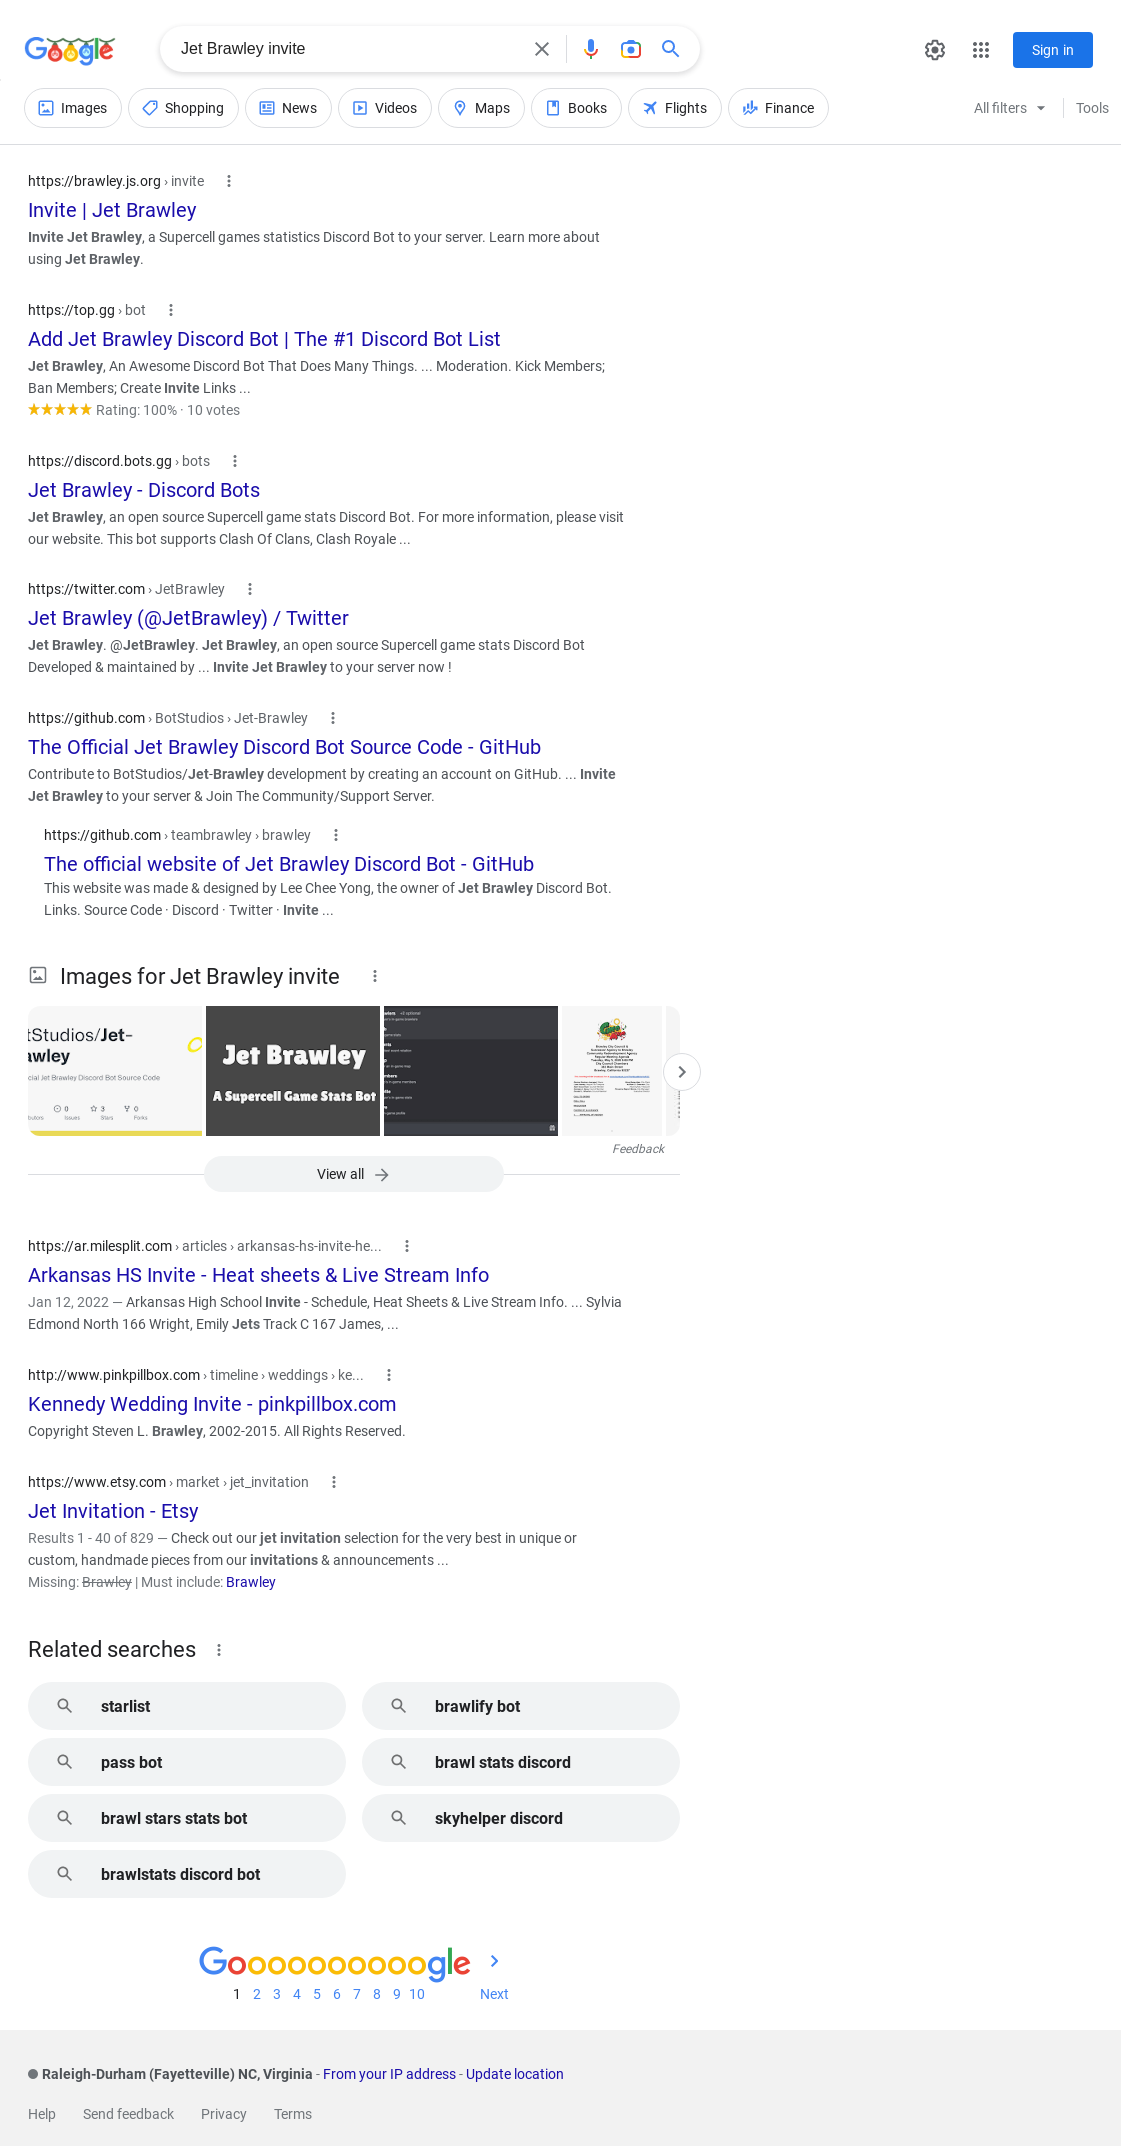 Google
Jet Brawley invite
Sign in
Images
Shopping
News
Videos
Maps
Books
Flights
Finance
All filters
Tools
https://brawley.js.org › invite
Invite | Jet Brawley
Invite Jet Brawley, a Supercell games statistics Discord Bot to your server. Learn more about
using Jet Brawley.
https://top.gg › bot
Add Jet Brawley Discord Bot | The #1 Discord Bot List
Jet Brawley, An Awesome Discord Bot That Does Many Things. ... Moderation. Kick Members;
Ban Members; Create Invite Links ...
Rating: 100% · 10 votes
https://discord.bots.gg › bots
Jet Brawley - Discord Bots
Jet Brawley, an open source Supercell game stats Discord Bot. For more information, please visit
our website. This bot supports Clash Of Clans, Clash Royale ...
https://twitter.com › JetBrawley
Jet Brawley (@JetBrawley) / Twitter
Jet Brawley. @JetBrawley. Jet Brawley, an open source Supercell game stats Discord Bot
Developed & maintained by ... Invite Jet Brawley to your server now !
https://github.com › BotStudios › Jet-Brawley
The Official Jet Brawley Discord Bot Source Code - GitHub
Contribute to BotStudios/Jet-Brawley development by creating an account on GitHub. ... Invite
Jet Brawley to your server & Join The Community/Support Server.
https://github.com › teambrawley › brawley
The official website of Jet Brawley Discord Bot - GitHub
This website was made & designed by Lee Chee Yong, the owner of Jet Brawley Discord Bot.
Links. Source Code · Discord · Twitter · Invite ...
Images for Jet Brawley invite
tStudios/Jet-
awley
cial Jet Brawley Discord Bot Source Code
0
3
0
Issues
Stars
Forks
Jet Brawley
A Supercell Game Stats Bot
Feedback
View all
https://ar.milesplit.com › articles › arkansas-hs-invite-he...
Arkansas HS Invite - Heat sheets & Live Stream Info
Jan 12, 2022 — Arkansas High School Invite - Schedule, Heat Sheets & Live Stream Info. ... Sylvia
Edmond North 166 Wright, Emily Jets Track C 167 James, ...
http://www.pinkpillbox.com › timeline › weddings › ke...
Kennedy Wedding Invite - pinkpillbox.com
Copyright Steven L. Brawley, 2002-2015. All Rights Reserved.
https://www.etsy.com › market › jet_invitation
Jet Invitation - Etsy
Results 1 - 40 of 829 — Check out our jet invitation selection for the very best in unique or
custom, handmade pieces from our invitations & announcements ...
Missing: Brawley | Must include: Brawley
Related searches
starlist
brawlify bot
pass bot
brawl stats discord
brawl stars stats bot
skyhelper discord
brawlstats discord bot
Goooooooooogle
1 2 3 4 5 6 7 8 9 10 Next
Raleigh-Durham (Fayetteville) NC, Virginia - From your IP address - Update location
Help
Send feedback
Privacy
Terms